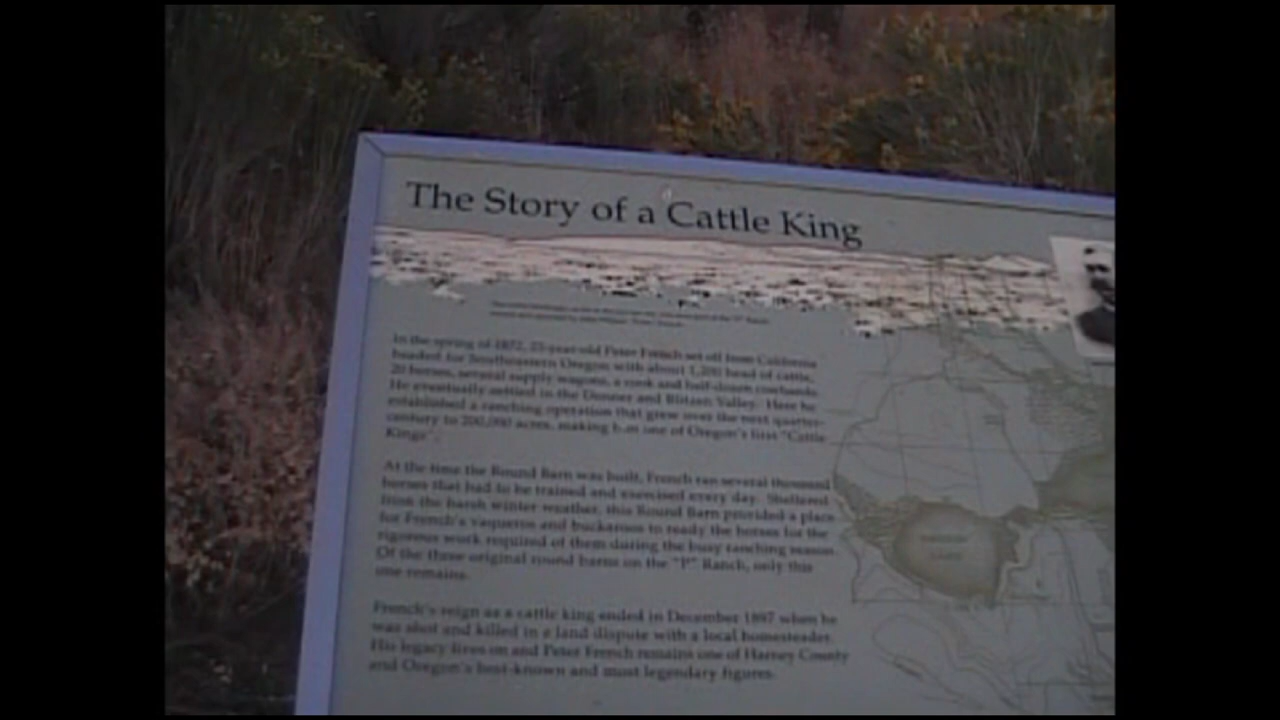 The Story of a Cattle King
In the spring of 1872, 23-year-old Peter French set off from California
headed for Southeastern Oregon with about 1,200 head of cattle,
20 horses, several supply wagons, a cook and half-dozen cowhands.
He eventually settled in the Donner and Blitzen Valley. Here he
established a ranching operation that grew over the next quarter-
century to 200,000 acres, making him one of Oregon's first "Cattle
Kings".
At the time the Round Barn was built, French ran several thousand
horses that had to be trained and exercised every day. Sheltered
from the harsh winter weather, this Round Barn provided a place
for French's vaqueros and buckaroos to ready the horses for the
rigorous work required of them during the busy ranching season.
Of the three original round barns on the "P" Ranch, only this
one remains.
French's reign as a cattle king ended in December 1897 when he
was shot and killed in a land dispute with a local homesteader.
His legacy lives on and Peter French remains one of Harney County
and Oregon's best-known and most legendary figures.
LAKE